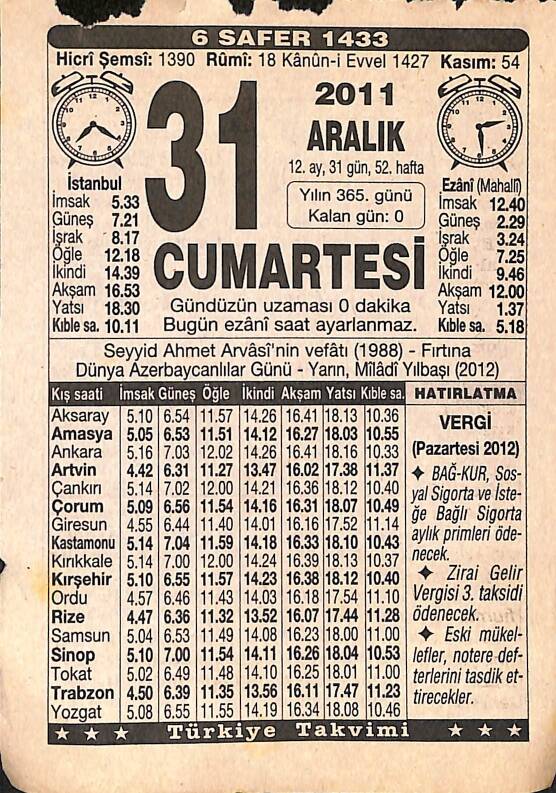 6 SAFER 1433
Hicrî Şemsî: 1390 Rûmî: 18 Kânûn-i Evvel 1427 Kasım: 54
31
2011
ARALIK
12. ay, 31 gün, 52. hafta
Yılın 365. günü
Kalan gün: 0
CUMARTESİ
Gündüzün uzaması 0 dakika
Bugün ezânî saat ayarlanmaz.
İstanbul
İmsak 5.33
Güneş 7.21
İşrak 8.17
Öğle 12.18
İkindi 14.39
Akşam 16.53
Yatsı 18.30
Kıble sa. 10.11
Ezânî (Mahallî)
İmsak 12.40
Güneş 2.29
İşrak 3.24
Öğle 7.25
İkindi 9.46
Akşam 12.00
Yatsı 1.37
Kıble sa. 5.18
Seyyid Ahmet Arvâsî'nin vefâtı (1988) - Fırtına
Dünya Azerbaycanlılar Günü - Yarın, Mîlâdî Yılbaşı (2012)
Kış saati İmsak Güneş Öğle İkindi Akşam Yatsı Kıble sa.
Aksaray 5.10 6.54 11.57 14.26 16.41 18.13 10.36
Amasya 5.05 6.53 11.51 14.12 16.27 18.03 10.55
Ankara 5.16 7.03 12.02 14.26 16.41 18.16 10.33
Artvin 4.42 6.31 11.27 13.47 16.02 17.38 11.37
Çankırı 5.14 7.02 12.00 14.21 16.36 18.12 10.40
Çorum 5.09 6.56 11.54 14.16 16.31 18.07 10.49
Giresun 4.55 6.44 11.40 14.01 16.16 17.52 11.14
Kastamonu 5.14 7.04 11.59 14.18 16.33 18.10 10.43
Kırıkkale 5.14 7.00 12.00 14.24 16.39 18.13 10.37
Kırşehir 5.10 6.55 11.57 14.23 16.38 18.12 10.40
Ordu 4.57 6.46 11.43 14.03 16.18 17.54 11.10
Rize 4.47 6.36 11.32 13.52 16.07 17.44 11.28
Samsun 5.04 6.53 11.49 14.08 16.23 18.00 11.00
Sinop 5.10 7.00 11.54 14.11 16.26 18.04 10.53
Tokat 5.02 6.49 11.48 14.10 16.25 18.01 11.00
Trabzon 4.50 6.39 11.35 13.56 16.11 17.47 11.23
Yozgat 5.08 6.55 11.55 14.19 16.34 18.08 10.46
HATIRLATMA
VERGİ
(Pazartesi 2012)
✦ BAĞ-KUR, Sos-
yal Sigorta ve İste-
ğe Bağlı Sigorta
aylık primleri öde-
necek.
✦ Zirai Gelir
Vergisi 3. taksidi
ödenecek.
✦ Eski mükel-
lefler, notere def-
terlerini tasdik et-
tirecekler.
★ ★ ★ Türkiye Takvimi ★ ★ ★